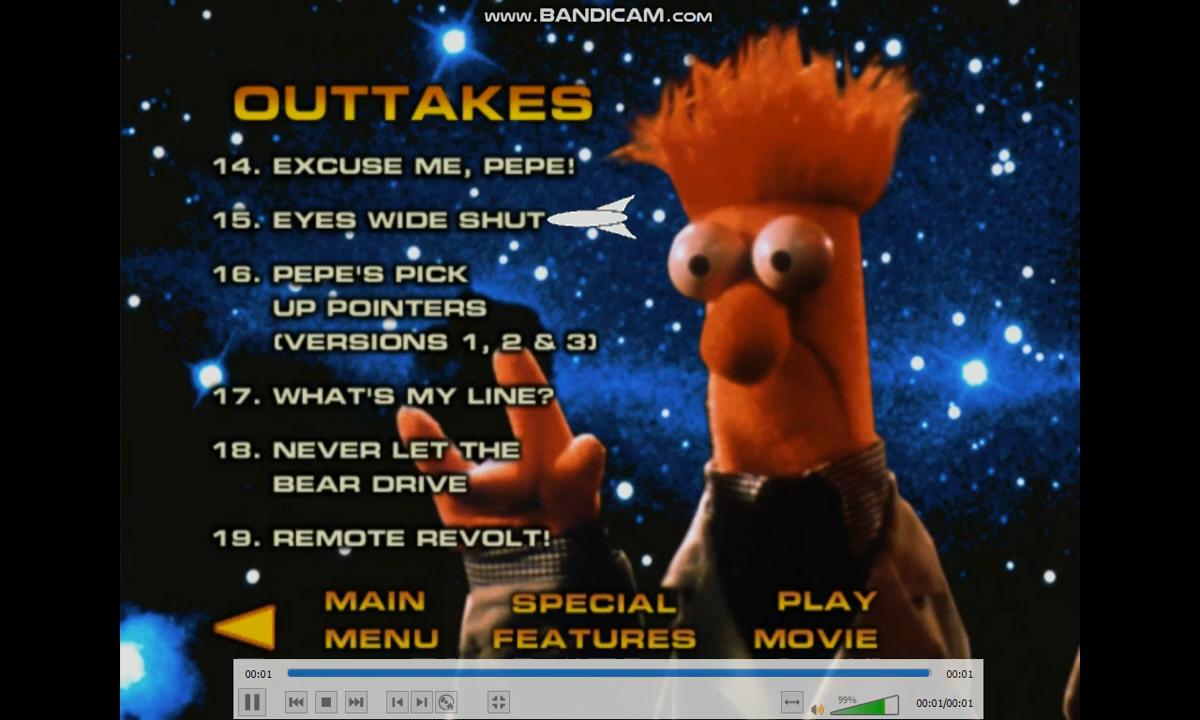 www.BANDICAM.com
OUTTAKES
14. EXCUSE ME, PEPE!
15. EYES WIDE SHUT
16. PEPE'S PICK
UP POINTERS
(VERSIONS 1, 2 & 3)
17. WHAT'S MY LINE?
18. NEVER LET THE
BEAR DRIVE
19. REMOTE REVOLT!
MAIN MENU
SPECIAL FEATURES
PLAY MOVIE
00:01
00:01
99%
00:01/00:01